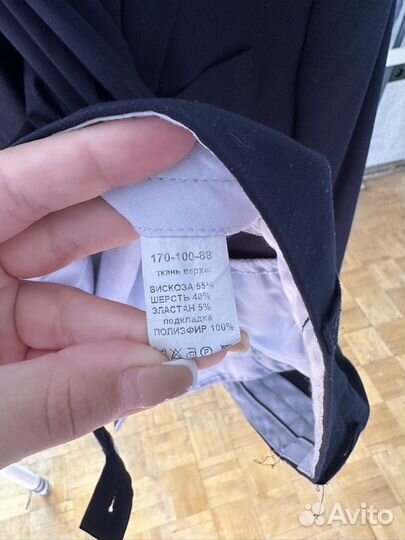 170-100-88
ткань верха:
ВИСКОЗА 55%
ШЕРСТЬ 40%
ЭЛАСТАН 5%
подкладка
ПОЛИЭФИР 100%
Avito